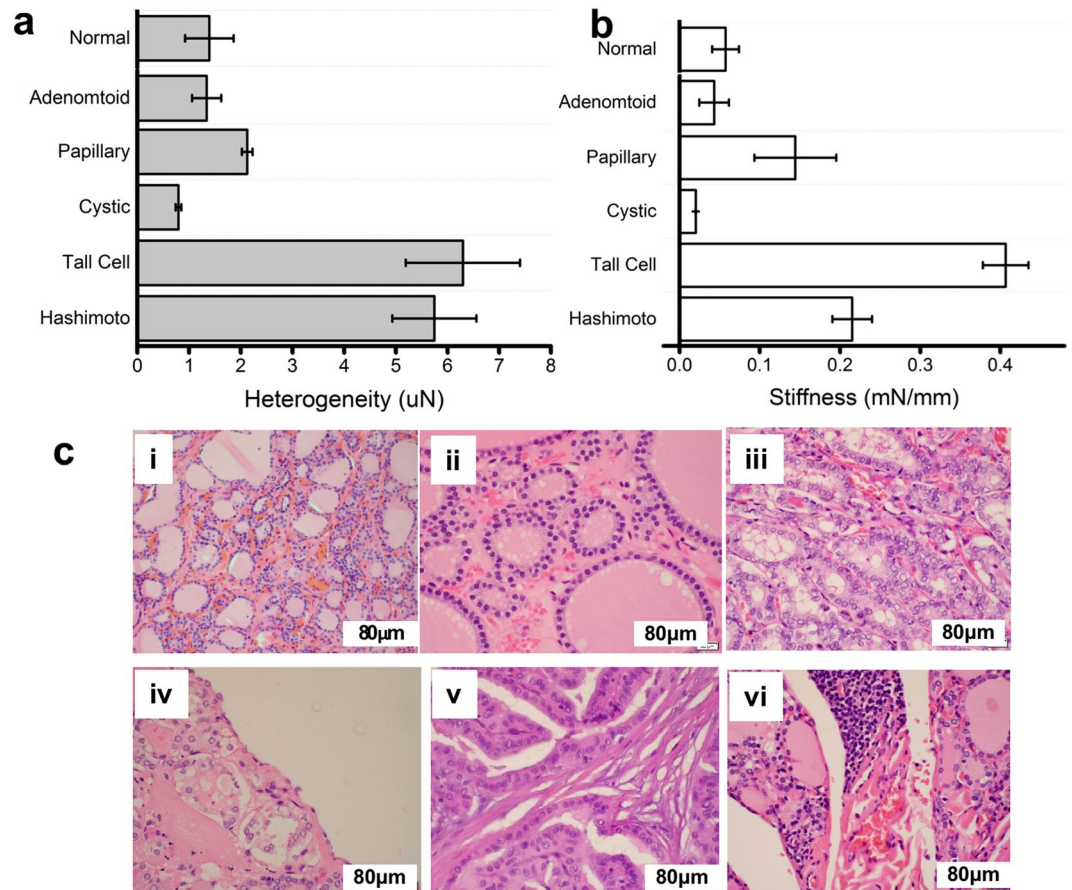 a
Normal
Adenomtoid
Papillary
Cystic
Tall Cell
Hashimoto
0 1 2 3 4 5 6 7 8
Heterogeneity (uN)
b
Normal
Adenomtoid
Papillary
Cystic
Tall Cell
Hashimoto
0.0 0.1 0.2 0.3 0.4
Stiffness (mN/mm)
c
i
80µm
ii
80µm
iii
80µm
iv
80µm
v
80µm
vi
80µm